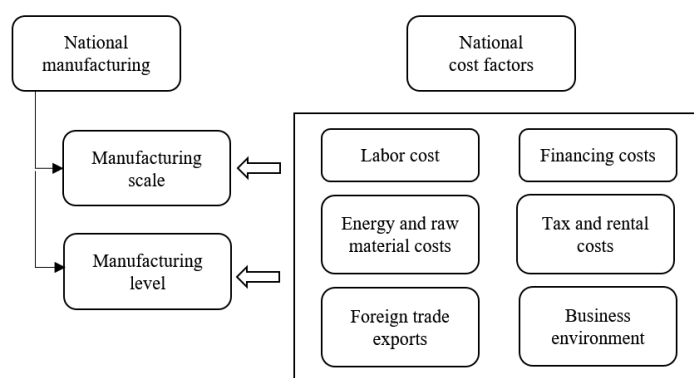 National
manufacturing
National
cost factors
Manufacturing
scale
Labor cost
Financing costs
Energy and raw
material costs
Tax and rental
costs
Manufacturing
level
Foreign trade
exports
Business
environment